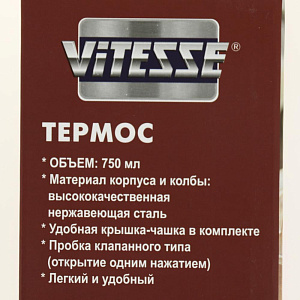 ViTESSE®
ТЕРМОС
* ОБЪЕМ: 750 мл
* Материал корпуса и колбы:
высококачественная
нержавеющая сталь
* Удобная крышка-чашка в комплекте
* Пробка клапанного типа
(открытие одним нажатием)
* Легкий и удобный